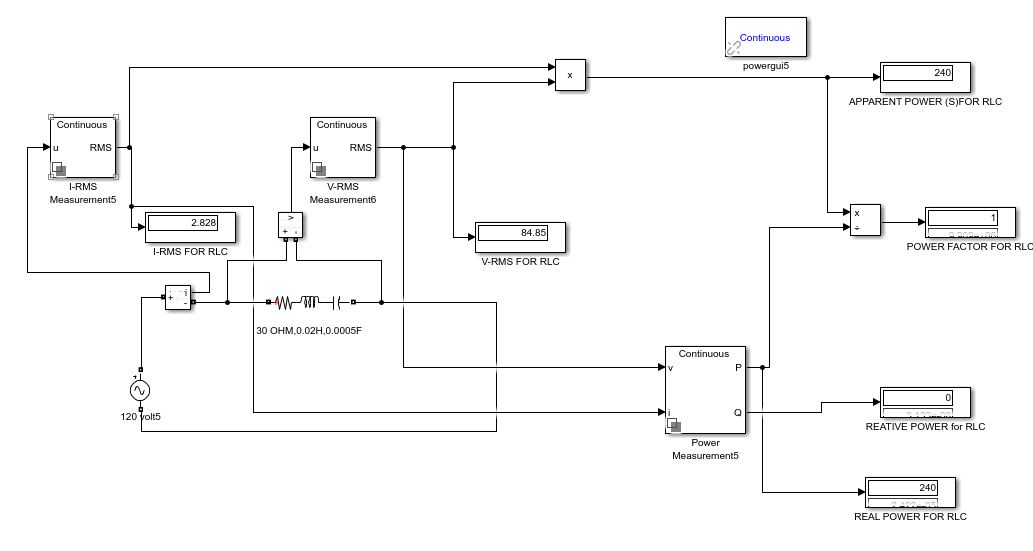 Continuous
powergui5
x
240
APPARENT POWER (S)FOR RLC
Continuous
u
RMS
I-RMS
Measurement5
Continuous
u
RMS
V-RMS
Measurement6
2.828
I-RMS FOR RLC
>
+ -
84.85
V-RMS FOR RLC
x
÷
1
POWER FACTOR FOR RLC
i
+
-
30 OHM,0.02H,0.0005F
+
120 volt5
Continuous
v
P
i
Q
Power
Measurement5
0
REATIVE POWER for RLC
240
REAL POWER FOR RLC